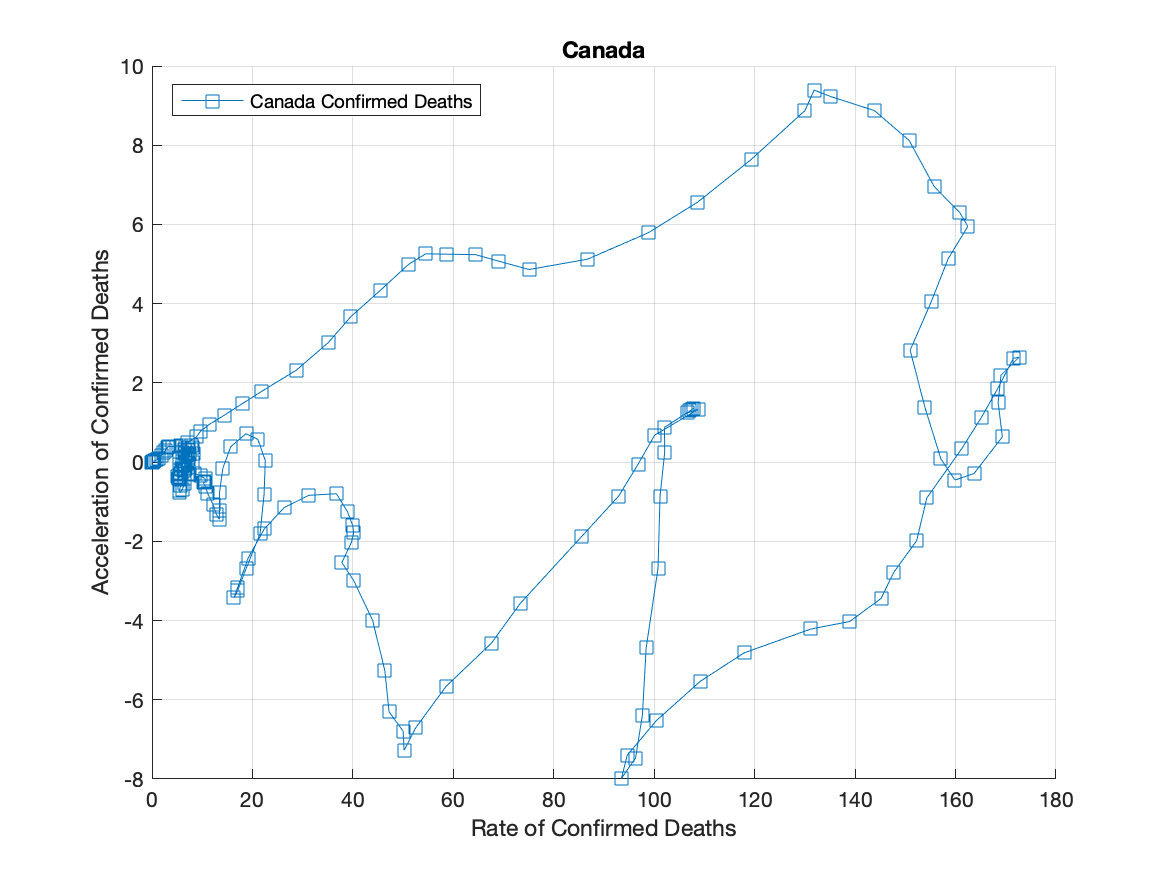 Canada
Canada Confirmed Deaths
Acceleration of Confirmed Deaths
10
8
6
4
2
0
-2
-4
-6
-8
0 20 40 60 80 100 120 140 160 180
Rate of Confirmed Deaths